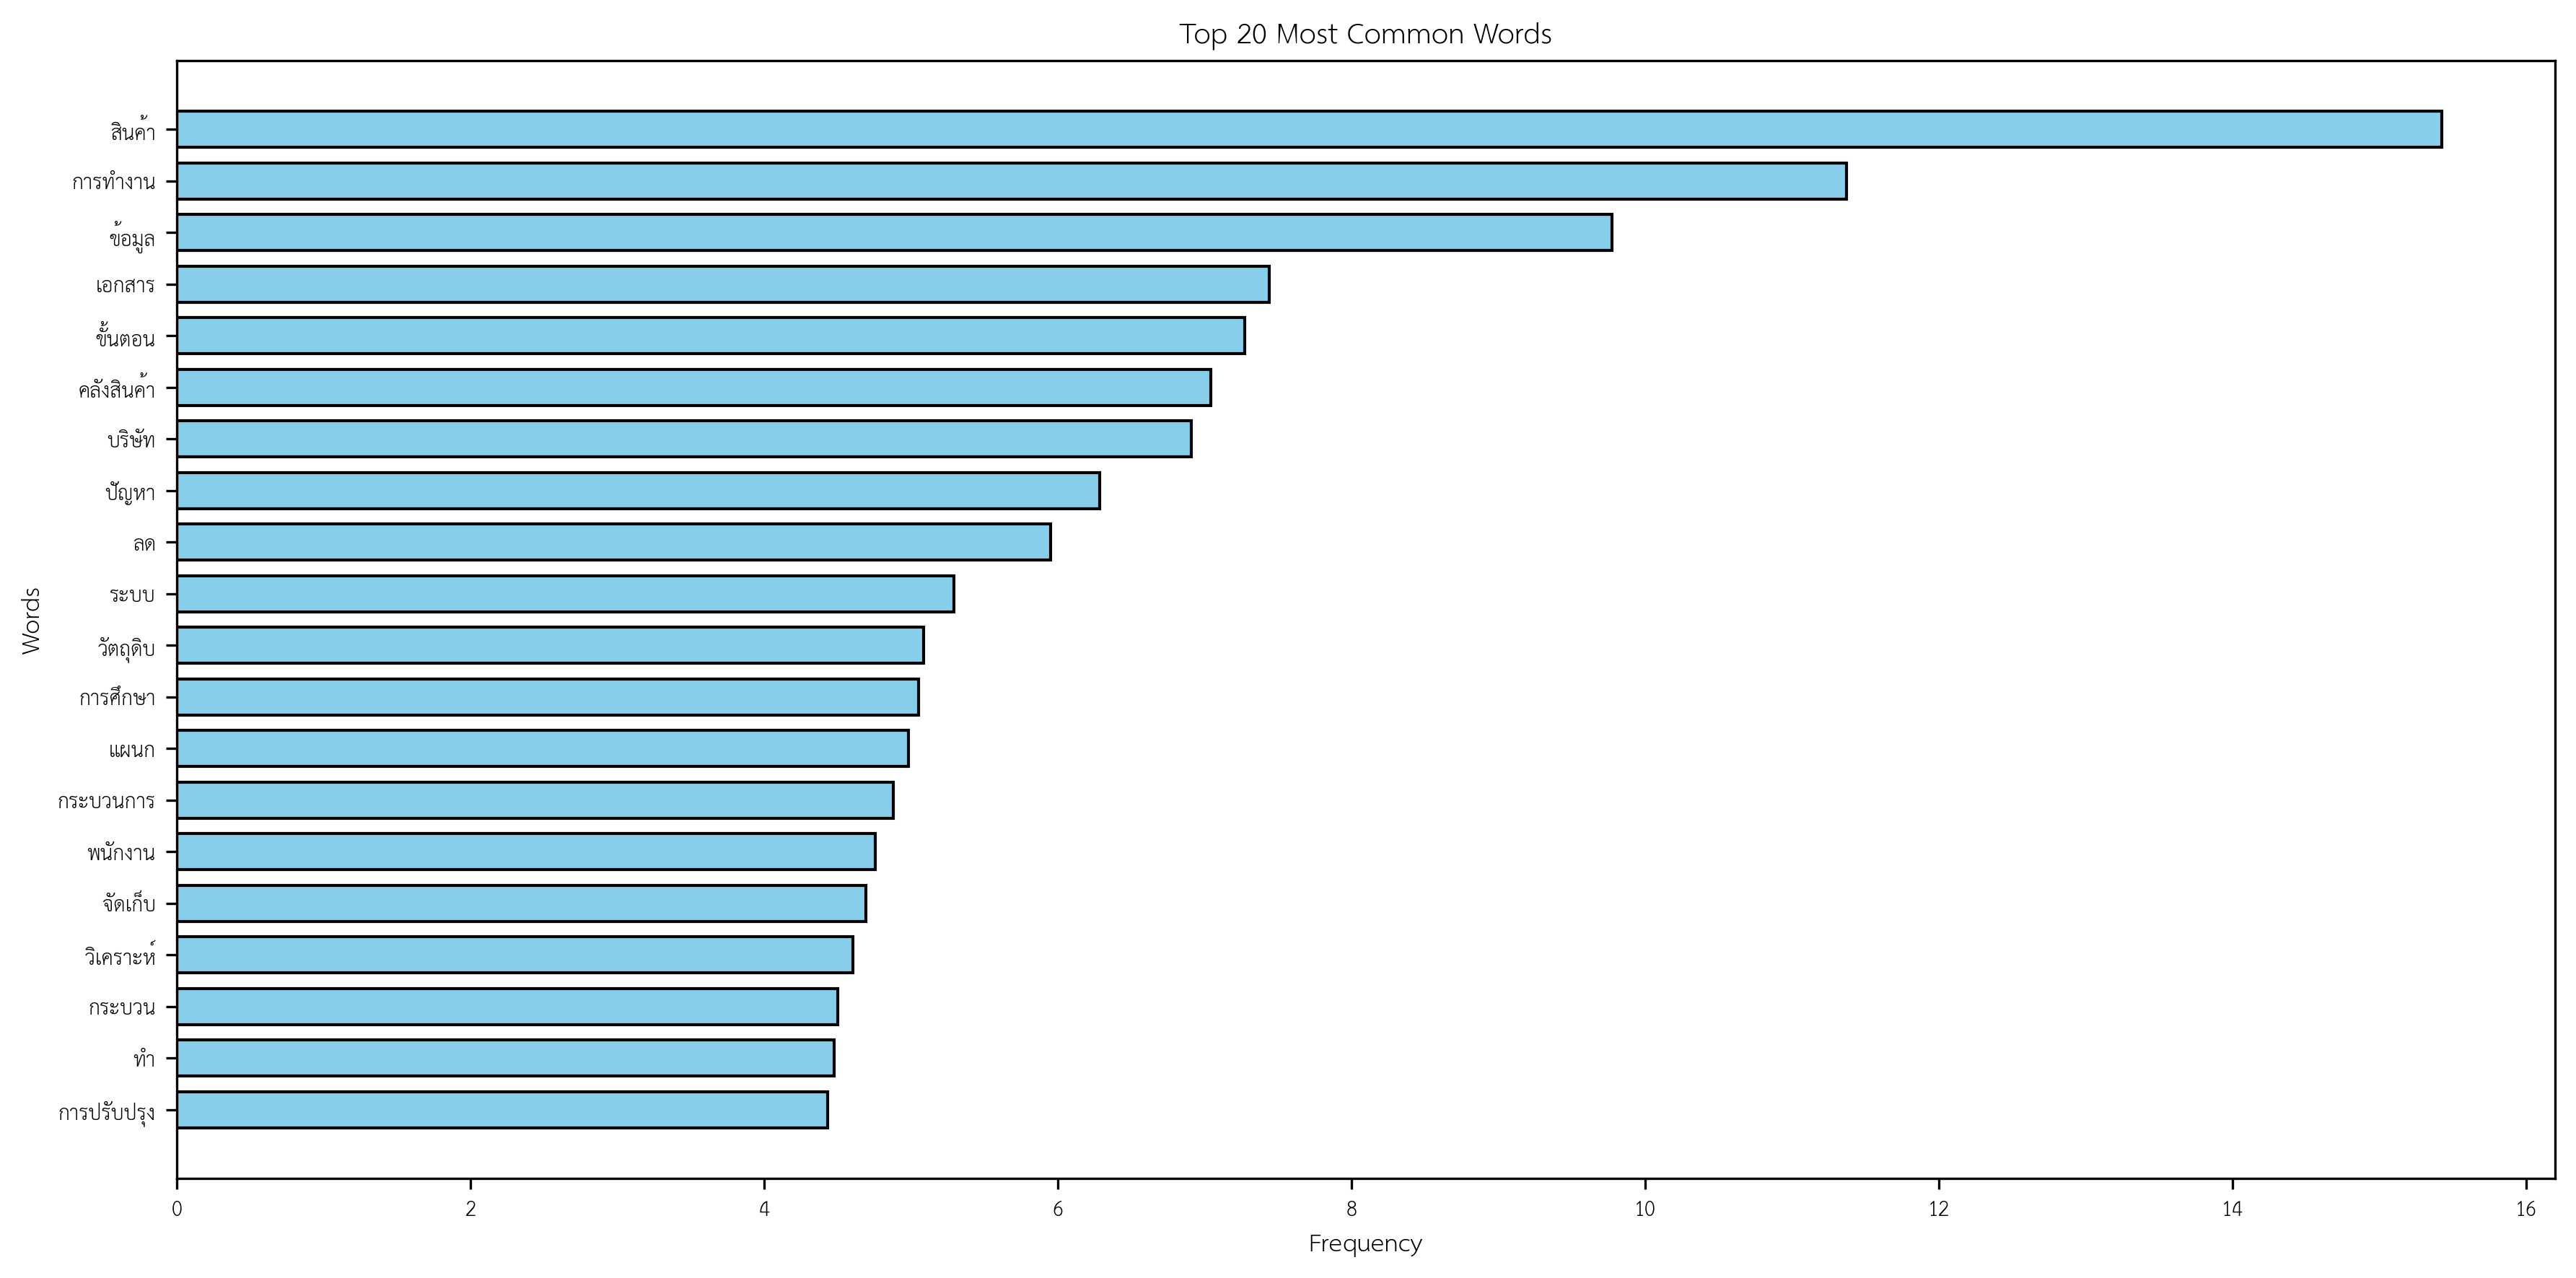 Top 20 Most Common Words
สินค้า
การทำงาน
ข้อมูล
เอกสาร
ขั้นตอน
คลังสินค้า
บริษัท
ปัญหา
ลด
ระบบ
วัตถุดิบ
การศึกษา
แผนก
กระบวนการ
พนักงาน
จัดเก็บ
วิเคราะห์
กระบวน
ทำ
การปรับปรุง
Words
0 2 4 6 8 10 12 14 16
Frequency